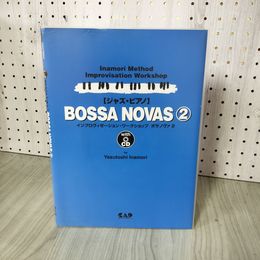 Inamori Method
Improvisation Workshop
【ジャズ・ピアノ】
BOSSA NOVAS ②
インプロヴィゼーション・ワークショップ ボサノヴァ 2
CD
by
Yasutoshi Inamori